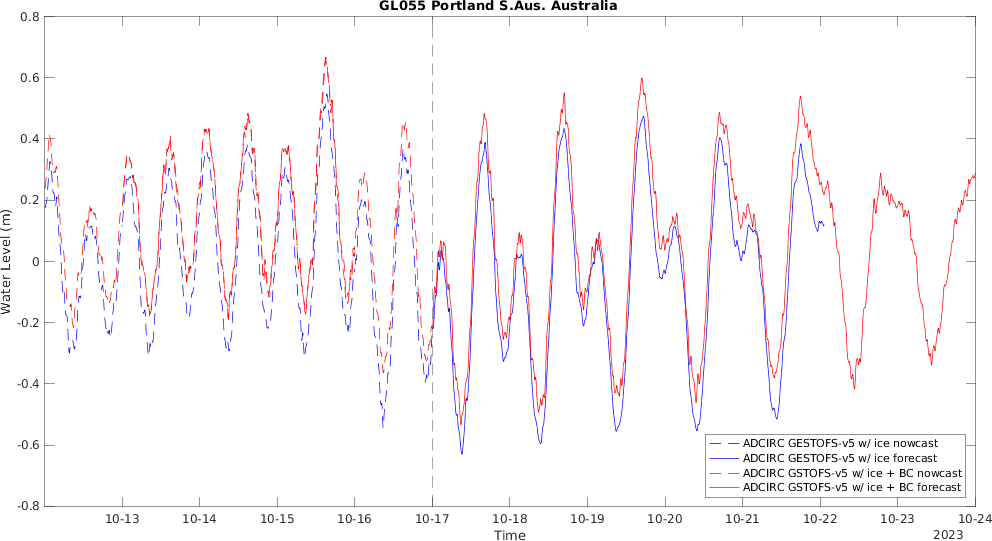 GL055 Portland S.Aus. Australia
Water Level (m)
0.8
0.6
0.4
0.2
0
-0.2
-0.4
-0.6
-0.8
10-13 10-14 10-15 10-16 10-17 10-18 10-19 10-20 10-21 10-22 10-23 10-24
Time
2023
ADCIRC GESTOFS-v5 w/ ice nowcast
ADCIRC GESTOFS-v5 w/ ice forecast
ADCIRC GSTOFS-v5 w/ ice + BC nowcast
ADCIRC GSTOFS-v5 w/ ice + BC forecast